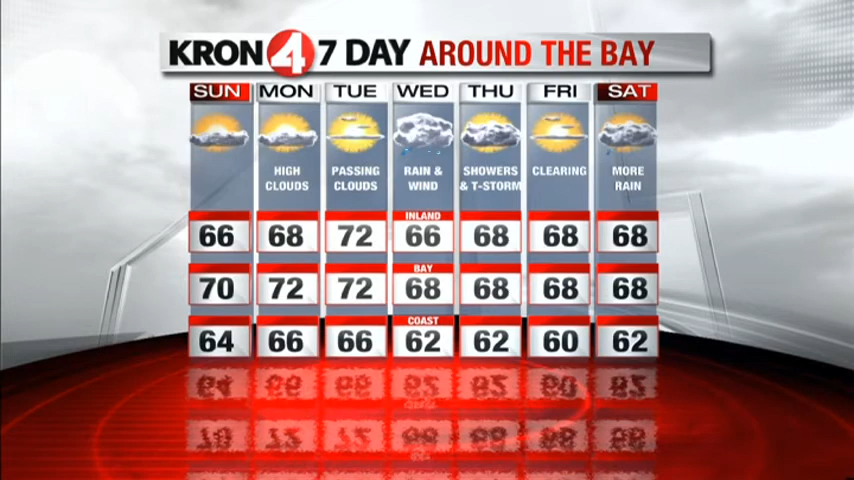 KRON 4 7 DAY AROUND THE BAY
SUN MON TUE WED THU FRI SAT
HIGH CLOUDS
PASSING CLOUDS
RAIN & WIND
SHOWERS & T-STORM
CLEARING
MORE RAIN
INLAND
66 68 72 66 68 68 68
BAY
70 72 72 68 68 68 68
COAST
64 66 66 62 62 60 62